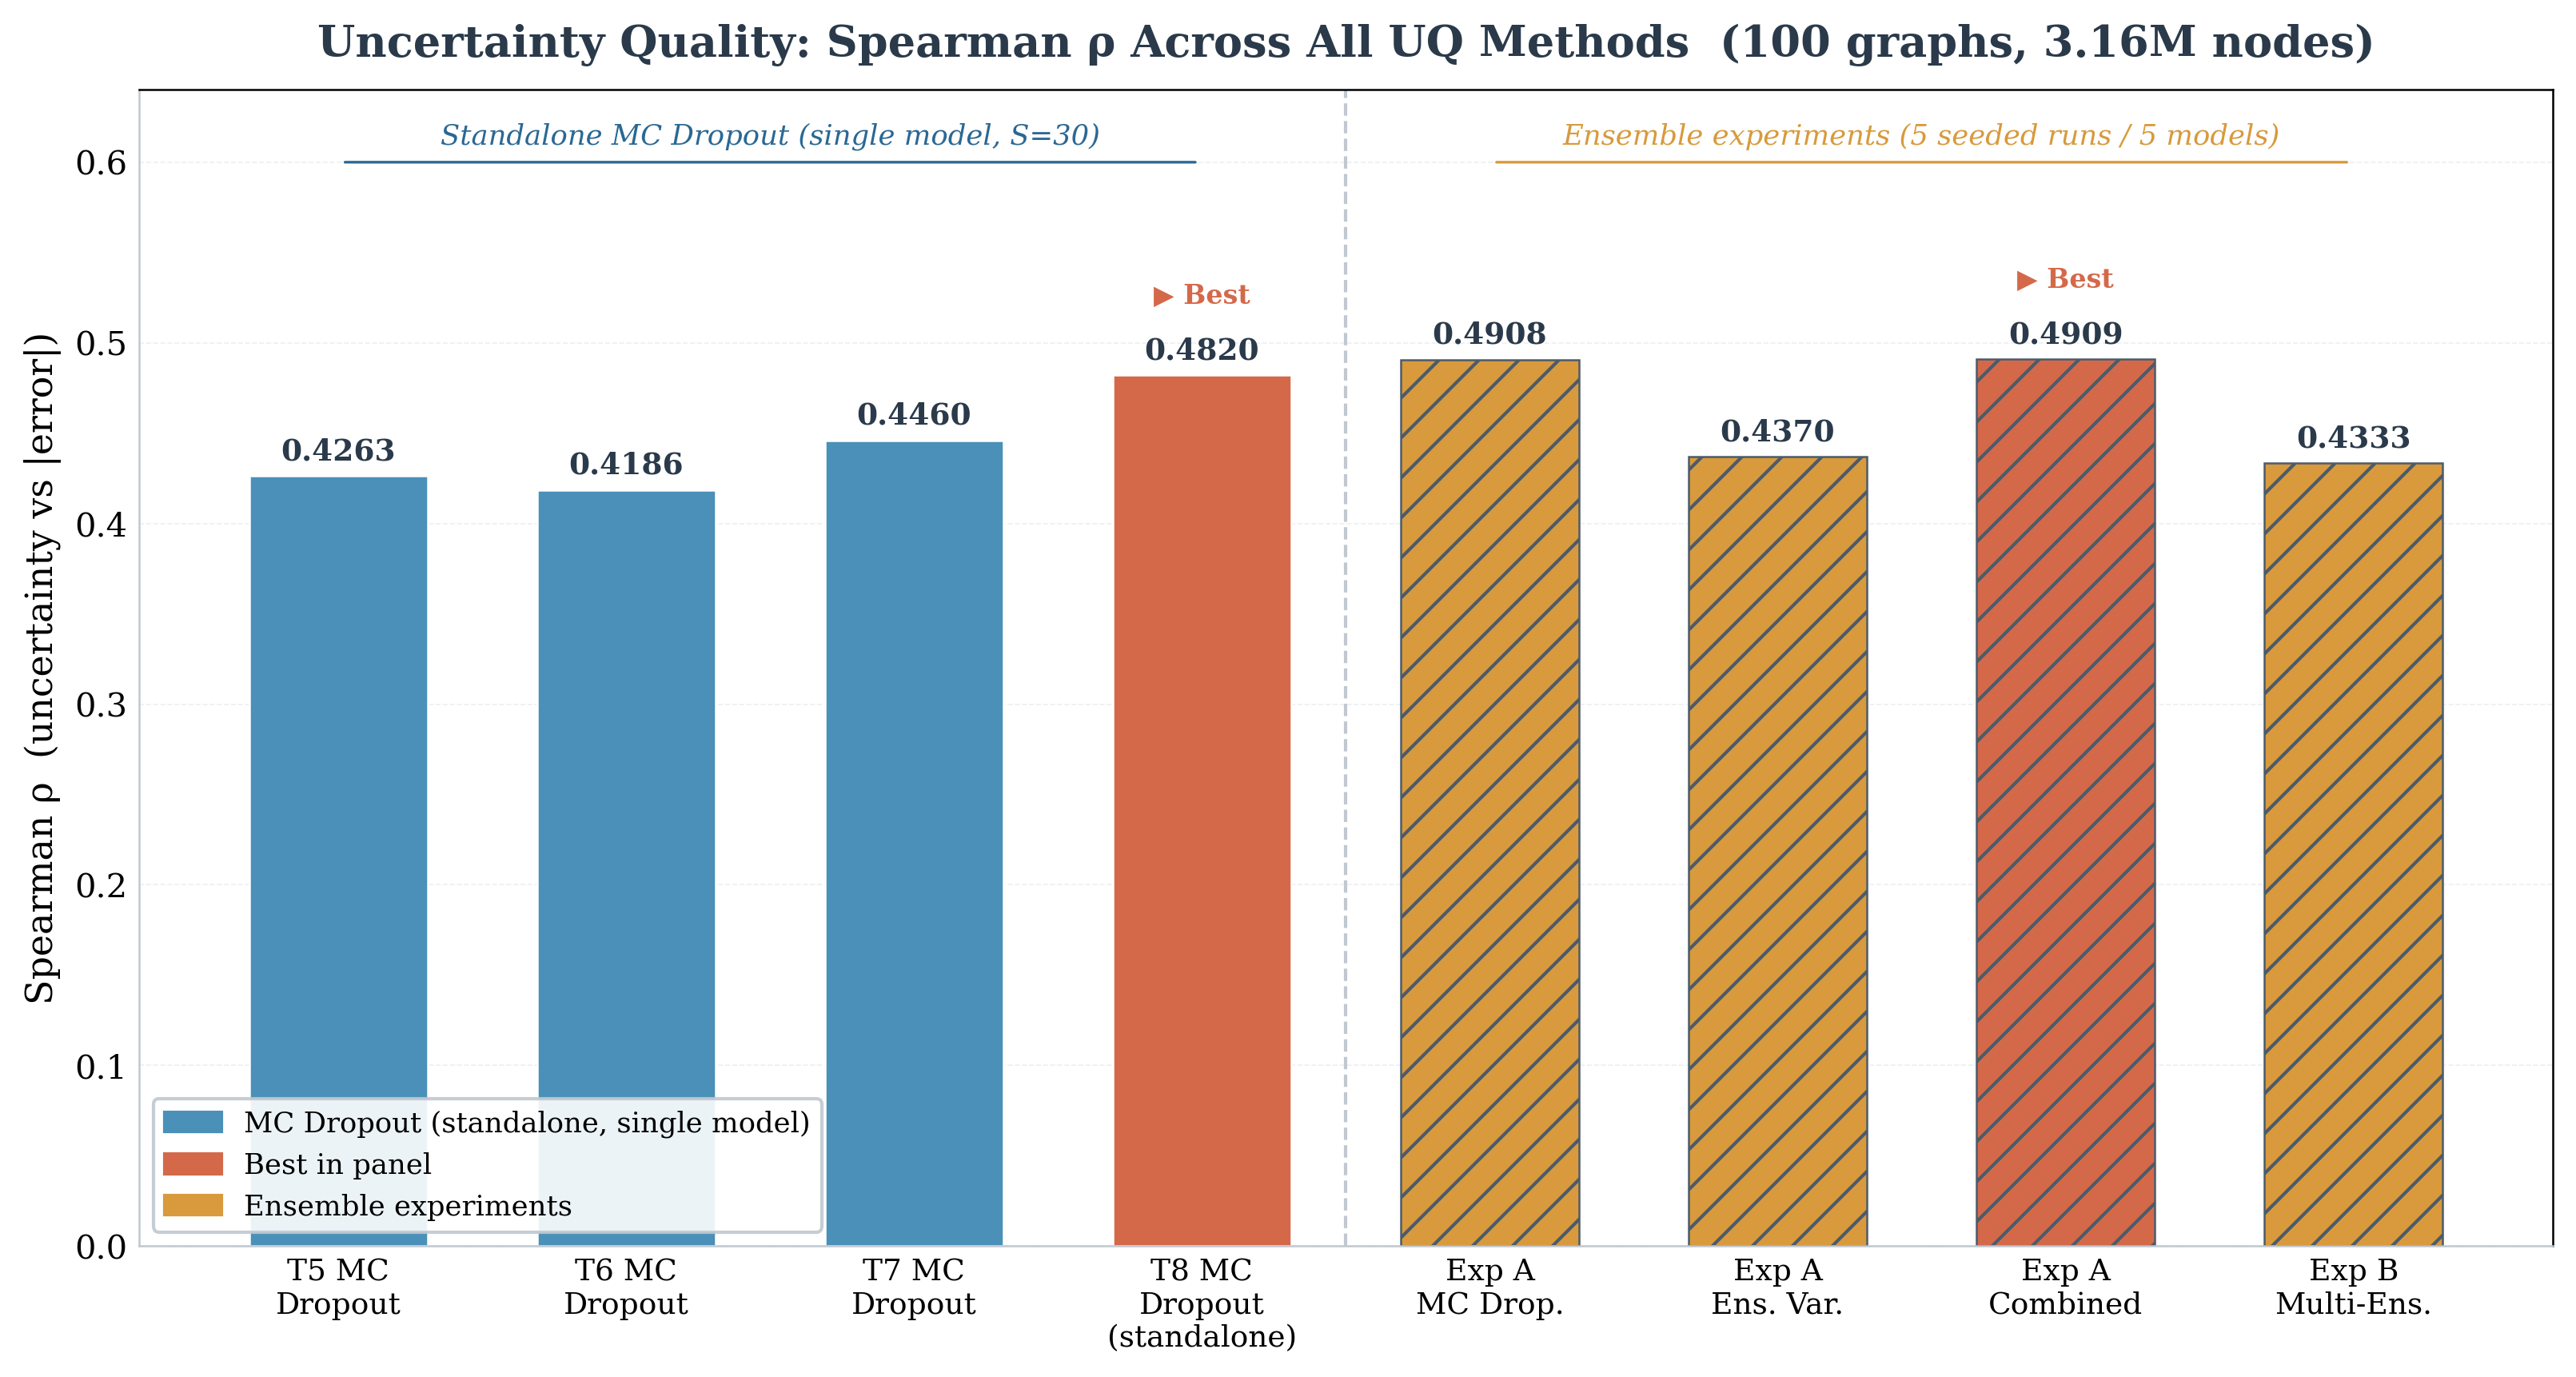 Uncertainty Quality: Spearman ρ Across All UQ Methods (100 graphs, 3.16M nodes)
Spearman ρ (uncertainty vs |error|)
0.6
0.5
0.4
0.3
0.2
0.1
0.0
Standalone MC Dropout (single model, S=30)
Ensemble experiments (5 seeded runs / 5 models)
▶ Best
▶ Best
0.4263
0.4186
0.4460
0.4820
0.4908
0.4370
0.4909
0.4333
MC Dropout (standalone, single model)
Best in panel
Ensemble experiments
T5 MC
Dropout
T6 MC
Dropout
T7 MC
Dropout
T8 MC
Dropout
(standalone)
Exp A
MC Drop.
Exp A
Ens. Var.
Exp A
Combined
Exp B
Multi-Ens.